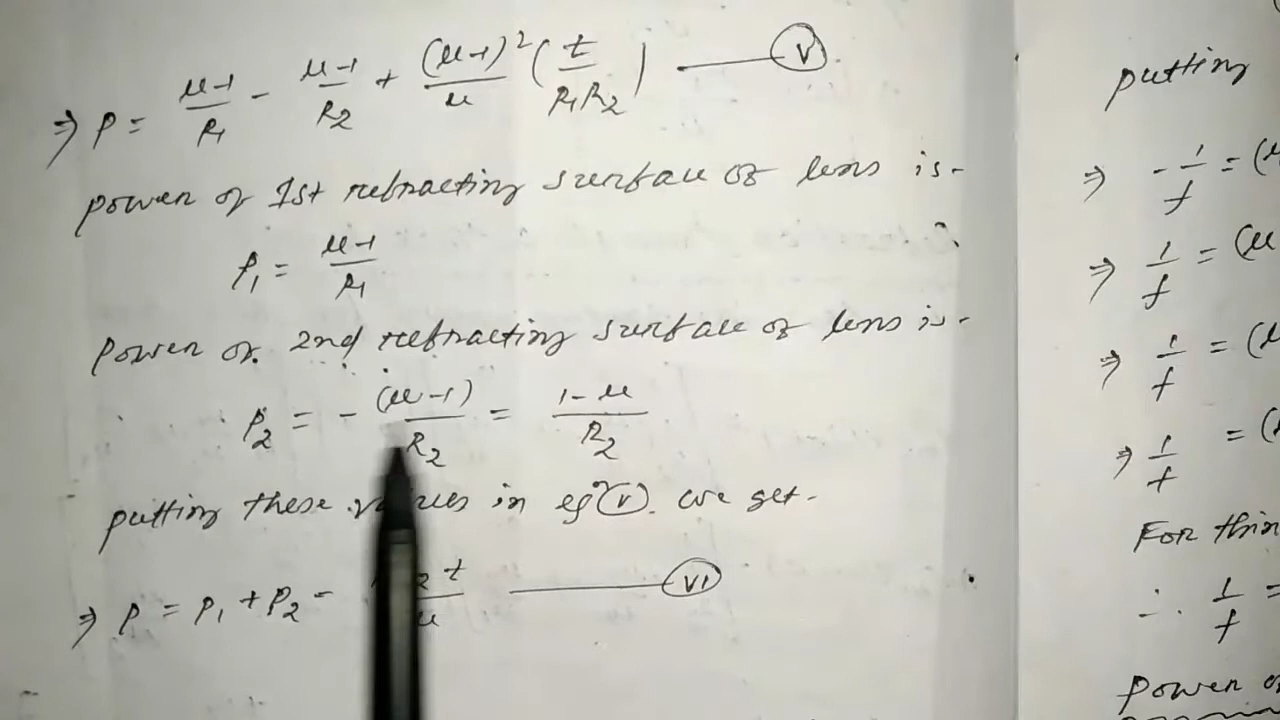 ⇒ P = μ-1/R1 - μ-1/R2 + (μ-1)²/μ (t/R1R2) —— (V).
power of 1st refracting surface of lens is-
P1 = μ-1/R1
power of 2nd refracting surface of lens is-
P2 = -(μ-1)/R2 = 1-μ/R2
putting these in eqn (V). we get-
⇒ P = P1 + P2 - t/μ —— (VI)
putting
⇒ -1/f = (μ
⇒ 1/f = (μ
⇒ 1/f = (μ
⇒ 1/f = (
For thin
∴ 1/f =
Power